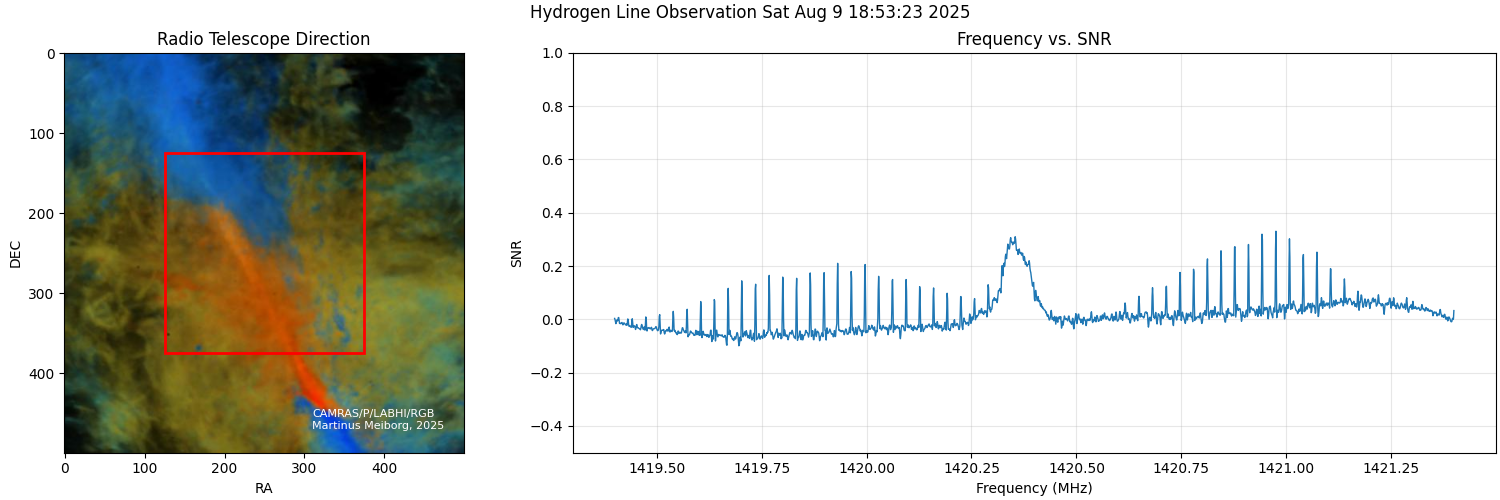 Hydrogen Line Observation Sat Aug 9 18:53:23 2025
Radio Telescope Direction
0
100
200
300
400
DEC
0 100 200 300 400
RA
CAMRAS/P/LABHI/RGB
Martinus Meiborg, 2025
Frequency vs. SNR
1.0
0.8
0.6
0.4
0.2
0.0
−0.2
−0.4
SNR
1419.50 1419.75 1420.00 1420.25 1420.50 1420.75 1421.00 1421.25
Frequency (MHz)